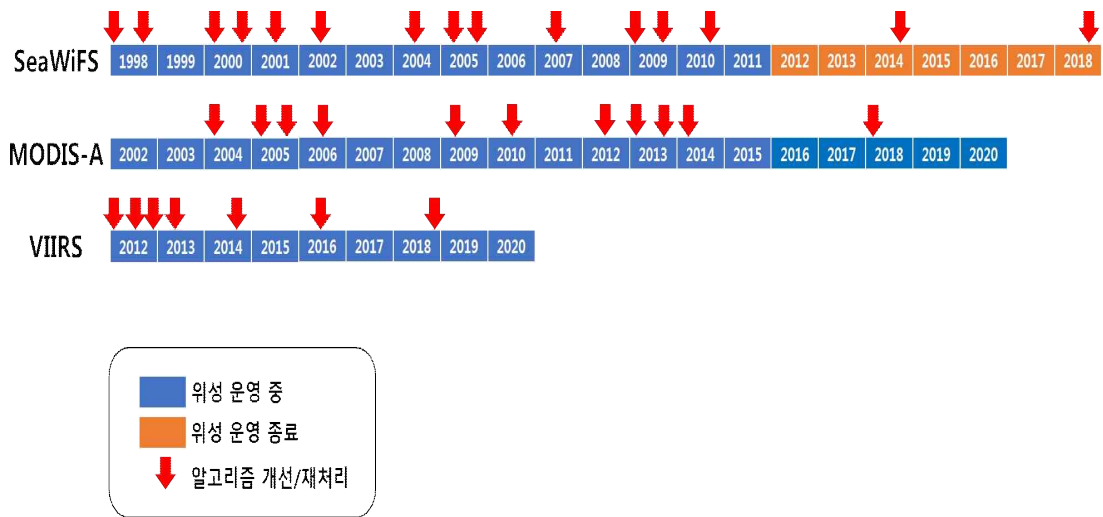 SeaWiFS 1998 1999 2000 2001 2002 2003 2004 2005 2006 2007 2008 2009 2010 2011 2012 2013 2014 2015 2016 2017 2018
MODIS-A 2002 2003 2004 2005 2006 2007 2008 2009 2010 2011 2012 2013 2014 2015 2016 2017 2018 2019 2020
VIIRS 2012 2013 2014 2015 2016 2017 2018 2019 2020
위성 운영 중
위성 운영 종료
알고리즘 개선/재처리